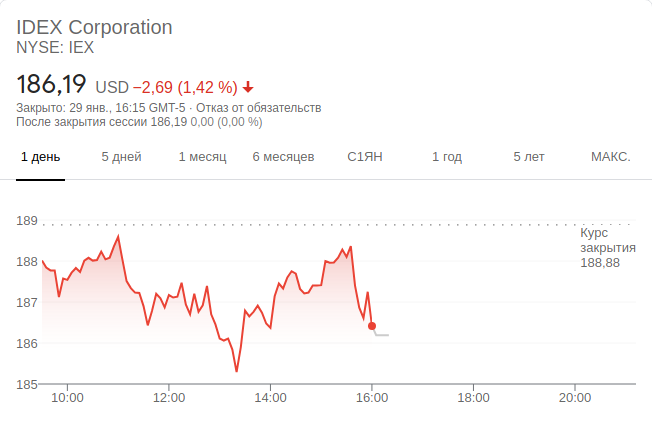 IDEX Corporation
NYSE: IEX
186,19 USD −2,69 (1,42 %)
Закрыто: 29 янв., 16:15 GMT-5 · Отказ от обязательств
После закрытия сессии 186,19 0,00 (0,00 %)
1 день 5 дней 1 месяц 6 месяцев С1ЯН 1 год 5 лет МАКС.
189
Курс
закрытия
188,88
188
187
186
185
10:00 12:00 14:00 16:00 18:00 20:00